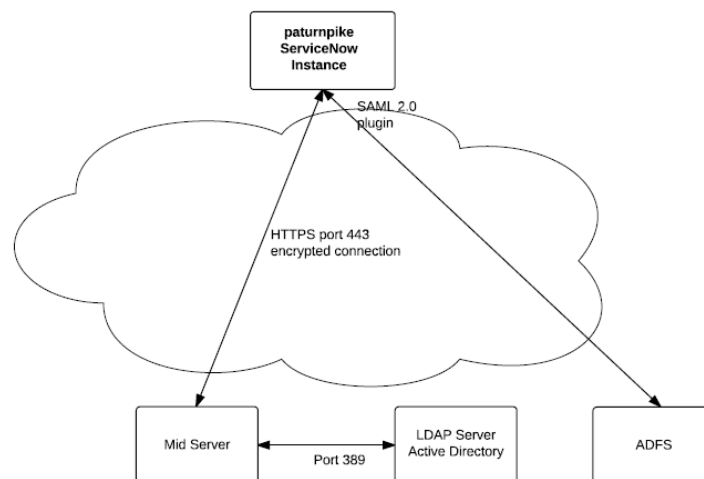 paturnpike
ServiceNow
Instance
SAML 2.0
plugin
HTTPS port 443
encrypted connection
Mid Server
Port 389
LDAP Server
Active Directory
ADFS